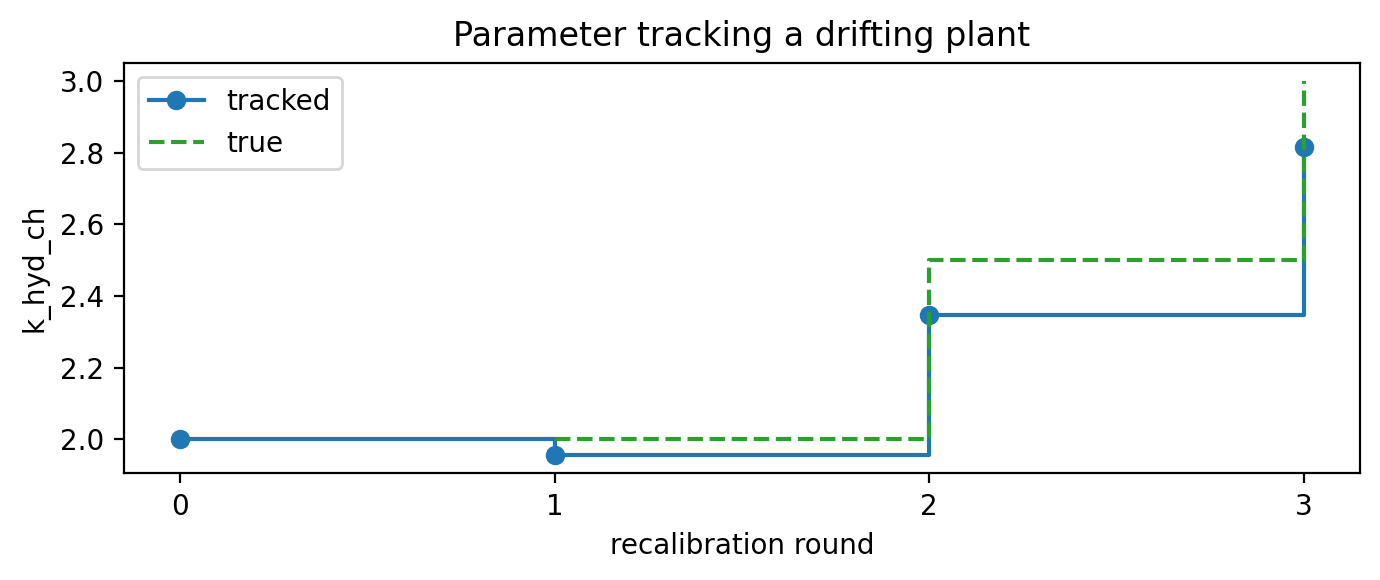 Parameter tracking a drifting plant
tracked
true
k_hyd_ch
3.0
2.8
2.6
2.4
2.2
2.0
0 1 2 3
recalibration round